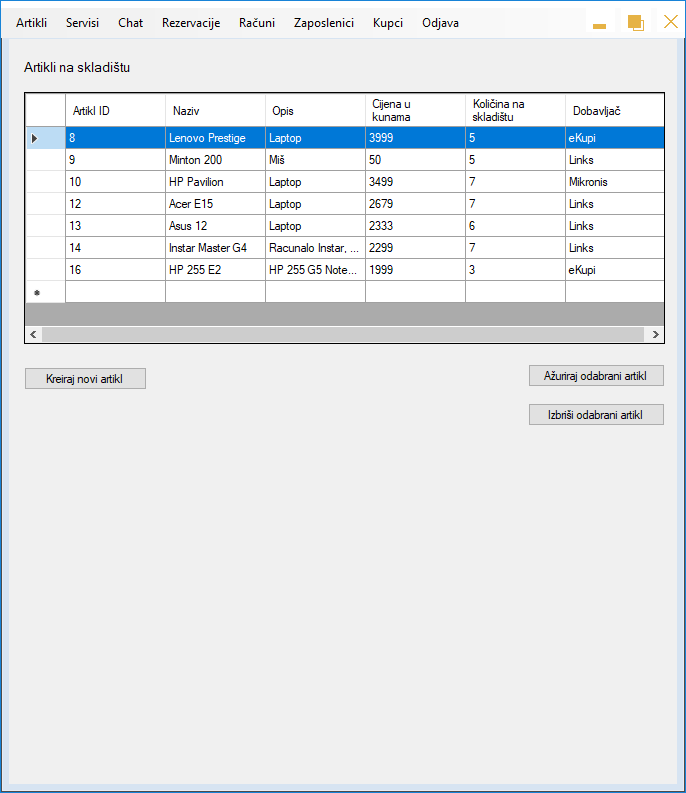 Artikli Servisi Chat Rezervacije Računi Zaposlenici Kupci Odjava
Artikli na skladištu
Artikl ID Naziv Opis Cijena u kunama Količina na skladištu Dobavljač
8 Lenovo Prestige Laptop 3999 5 eKupi
9 Minton 200 Miš 50 5 Links
10 HP Pavilion Laptop 3499 7 Mikronis
12 Acer E15 Laptop 2679 7 Links
13 Asus 12 Laptop 2333 6 Links
14 Instar Master G4 Racunalo Instar, ... 2299 7 Links
16 HP 255 E2 HP 255 G5 Note... 1999 3 eKupi
Kreiraj novi artikl
Ažuriraj odabrani artikl
Izbriši odabrani artikl